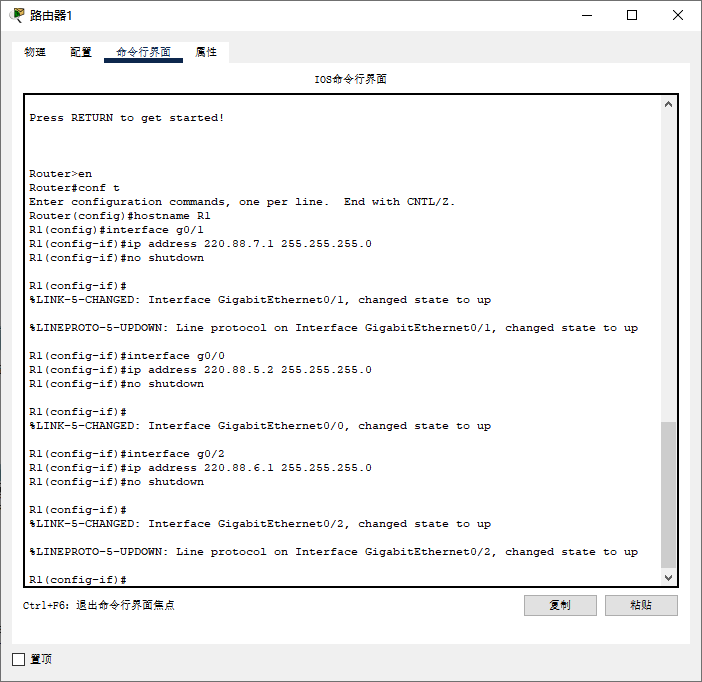 路由器1
物理 配置 命令行界面 属性
IOS命令行界面
Press RETURN to get started!
Router>en
Router#conf t
Enter configuration commands, one per line.  End with CNTL/Z.
Router(config)#hostname R1
R1(config)#interface g0/1
R1(config-if)#ip address 220.88.7.1 255.255.255.0
R1(config-if)#no shutdown
R1(config-if)#
%LINK-5-CHANGED: Interface GigabitEthernet0/1, changed state to up
%LINEPROTO-5-UPDOWN: Line protocol on Interface GigabitEthernet0/1, changed state to up
R1(config-if)#interface g0/0
R1(config-if)#ip address 220.88.5.2 255.255.255.0
R1(config-if)#no shutdown
R1(config-if)#
%LINK-5-CHANGED: Interface GigabitEthernet0/0, changed state to up
R1(config-if)#interface g0/2
R1(config-if)#ip address 220.88.6.1 255.255.255.0
R1(config-if)#no shutdown
R1(config-if)#
%LINK-5-CHANGED: Interface GigabitEthernet0/2, changed state to up
%LINEPROTO-5-UPDOWN: Line protocol on Interface GigabitEthernet0/2, changed state to up
R1(config-if)#
Ctrl+F6: 退出命令行界面焦点 复制 粘贴
置顶